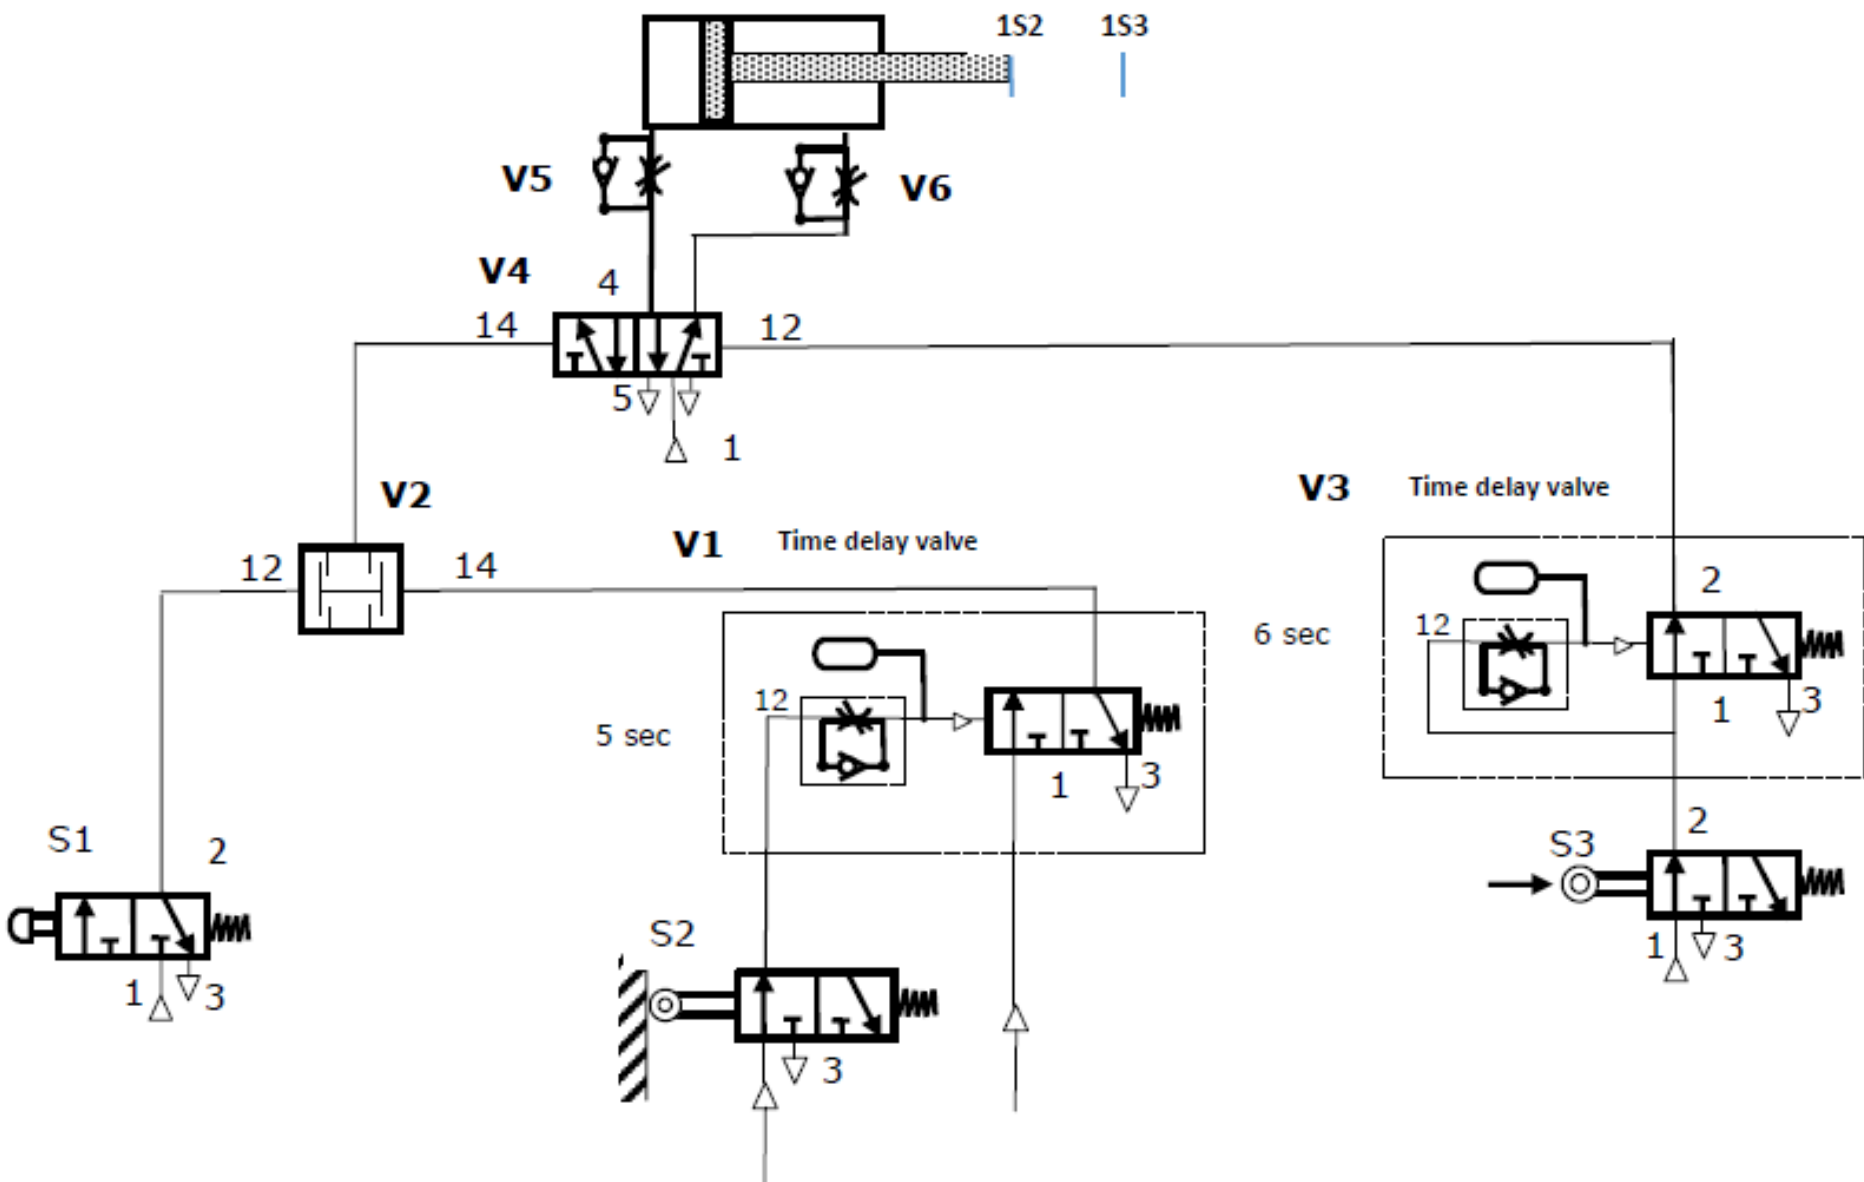 1S2 1S3
V5 V6
V4 4
14 12
5
1
V2 V3 Time delay valve
V1 Time delay valve
12 14 2
6 sec 12
12 1 3
5 sec
1 3
S1 2 S3 2
S2
1 3 1 3
3